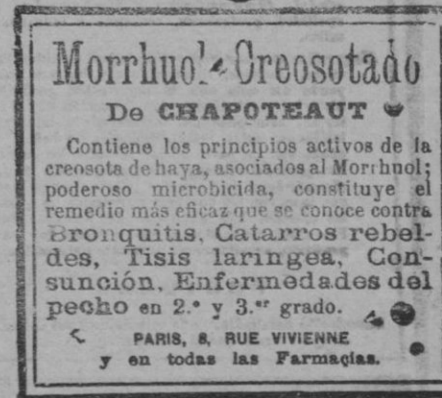 Morrhuol Creosotado
De CHAPOTEAUT
Contiene los principios activos de la
creosota de haya, asociados al Morrhuol;
poderoso microbicida, constituye el
remedio más eficaz que se conoce contra
Bronquitis, Catarros rebel-
des, Tisis laringea, Con-
sunción, Enfermedades del
pecho en 2.º y 3.er grado.
PARIS, 8, RUE VIVIENNE
y en todas las Farmacias.